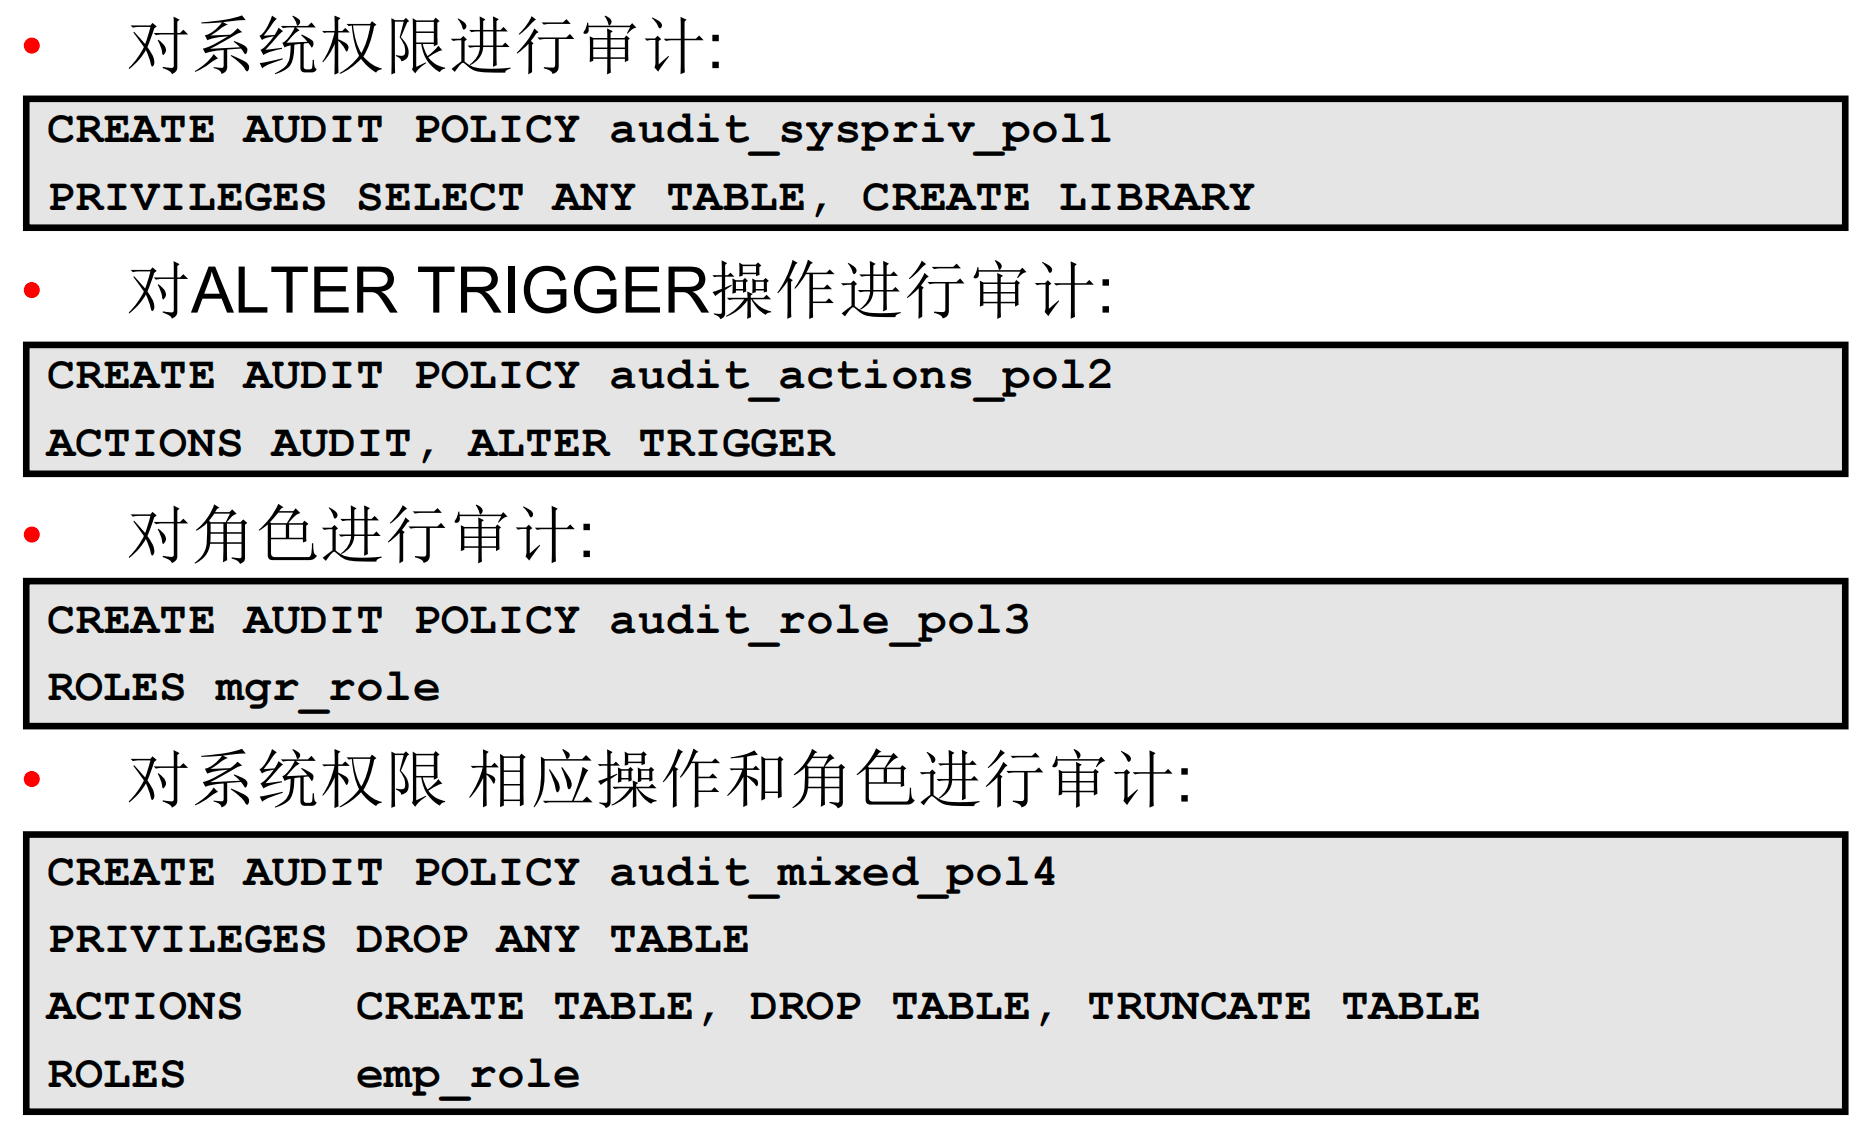 • 对系统权限进行审计:
CREATE AUDIT POLICY audit_syspriv_pol1
PRIVILEGES SELECT ANY TABLE, CREATE LIBRARY
• 对ALTER TRIGGER操作进行审计:
CREATE AUDIT POLICY audit_actions_pol2
ACTIONS AUDIT, ALTER TRIGGER
• 对角色进行审计:
CREATE AUDIT POLICY audit_role_pol3
ROLES mgr_role
• 对系统权限 相应操作和角色进行审计:
CREATE AUDIT POLICY audit_mixed_pol4
PRIVILEGES DROP ANY TABLE
ACTIONS    CREATE TABLE, DROP TABLE, TRUNCATE TABLE
ROLES      emp_role